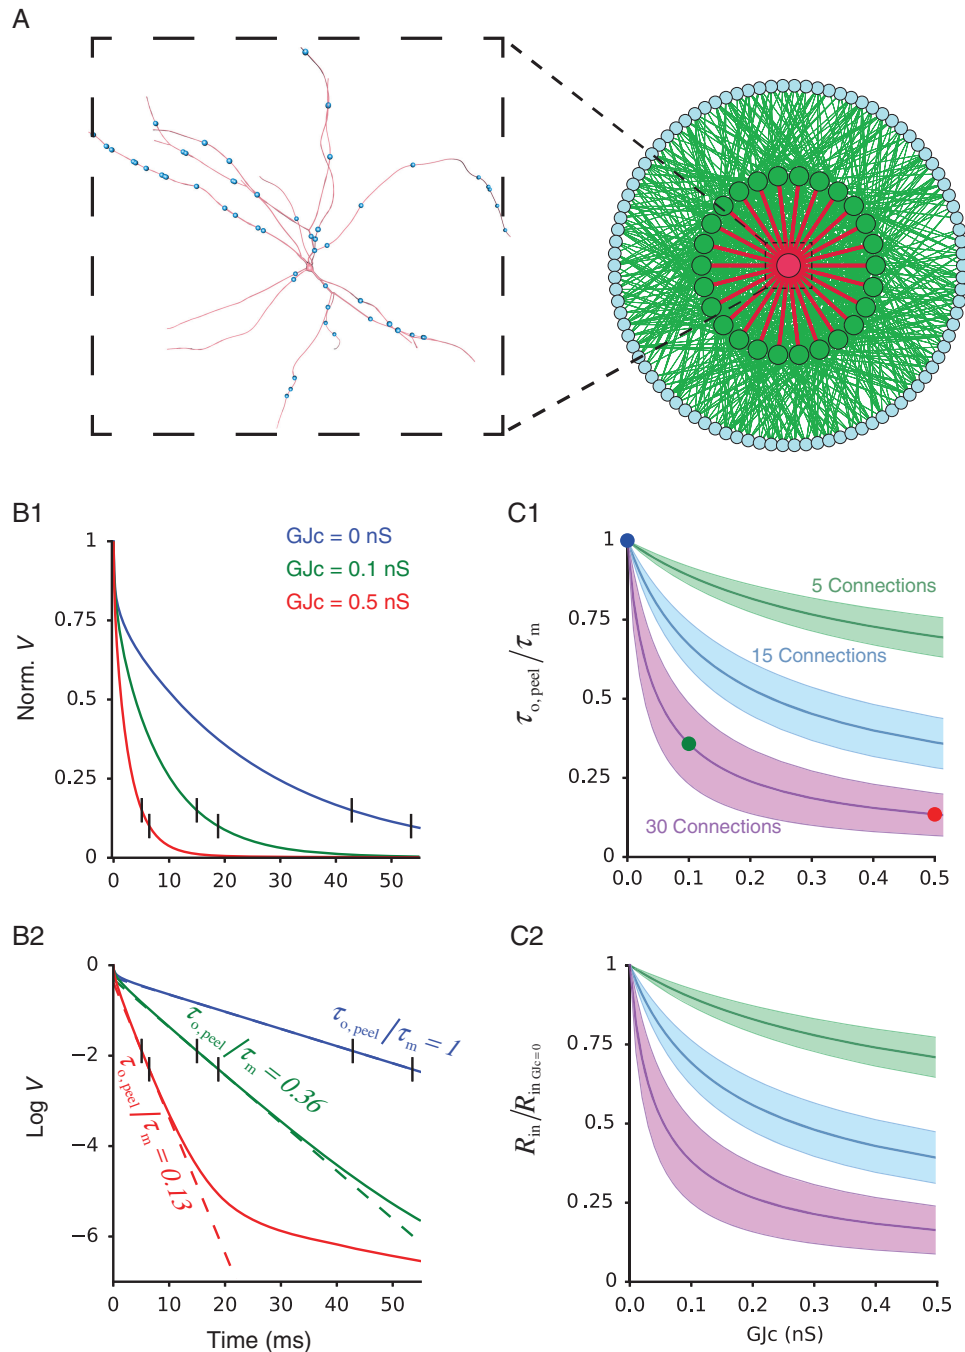 A
B1
GJc = 0 nS
GJc = 0.1 nS
GJc = 0.5 nS
1
0.75
0.5
0.25
0
Norm. V
0 10 20 30 40 50
C1
5 Connections
15 Connections
30 Connections
1
0.75
0.5
0.25
0
τo,peel/τm
0.0 0.1 0.2 0.3 0.4 0.5
B2
τo,peel/τm = 1
τo,peel/τm = 0.36
τo,peel/τm = 0.13
0
−2
−4
−6
Log V
0 10 20 30 40 50
Time (ms)
C2
1
0.75
0.5
0.25
0
Rin/Rin GJc=0
0.0 0.1 0.2 0.3 0.4 0.5
GJc (nS)